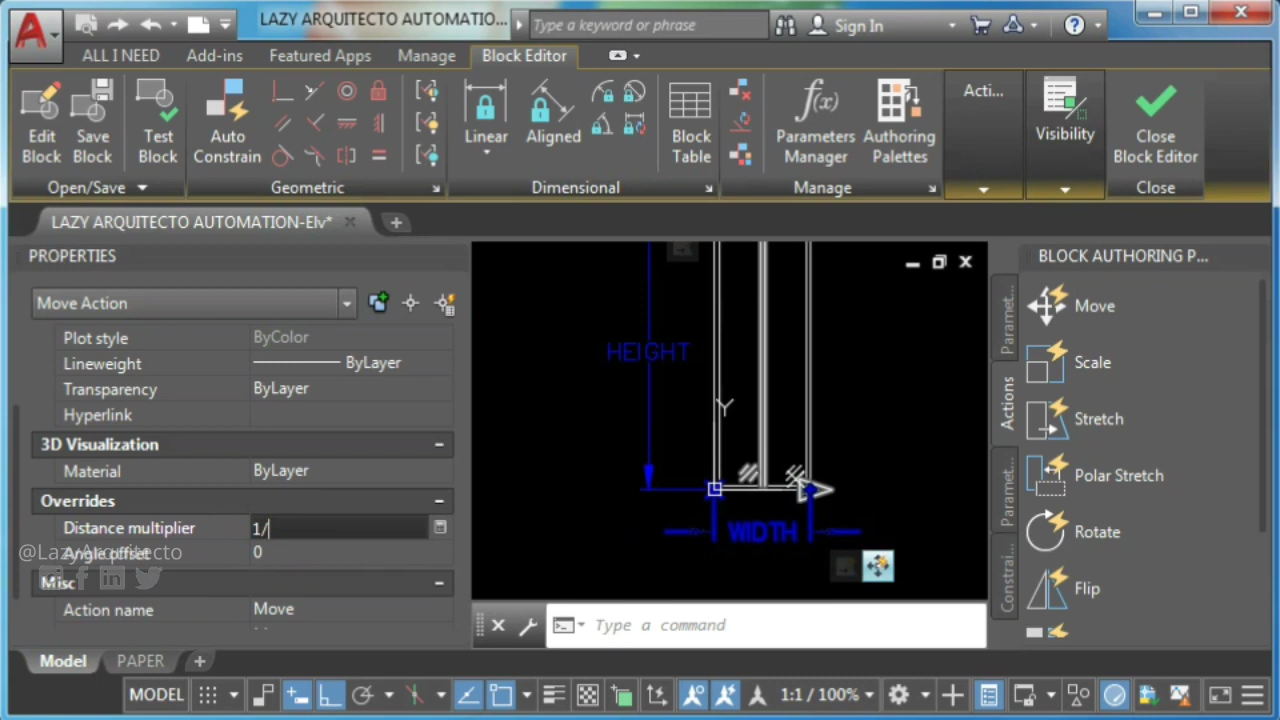 LAZY ARQUITECTO AUTOMATIO...
Type a keyword or phrase
Sign In
ALL I NEED
Add-ins
Featured Apps
Manage
Block Editor
Edit
Block
Save
Block
Test
Block
Auto
Constrain
Linear
Aligned
Block
Table
f(x)
Parameters
Manager
Authoring
Palettes
Acti...
Visibility
Close
Block Editor
Open/Save
Geometric
Dimensional
Manage
Close
LAZY ARQUITECTO AUTOMATION-Elv*
PROPERTIES
Move Action
Plot style ByColor
Lineweight ByLayer
Transparency ByLayer
Hyperlink
3D Visualization
Material ByLayer
Overrides
Distance multiplier 1/
Angle offset 0
@Lazy Arquitecto
Misc
Action name Move
HEIGHT
Y
WIDTH
Type a command
BLOCK AUTHORING P...
Paramet...
Actions
Paramet...
Constrai...
Move
Scale
Stretch
Polar Stretch
Rotate
Flip
Model
PAPER
MODEL
1:1 / 100%